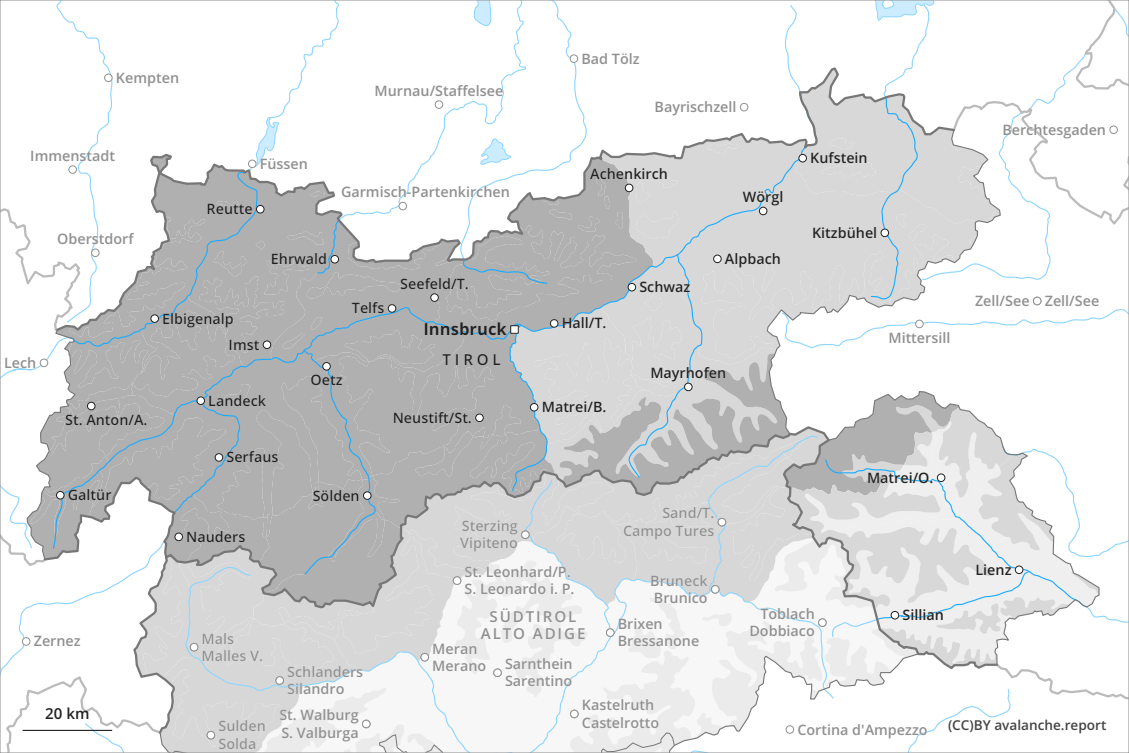 Kempten
Bad Tölz
Murnau/Staffelsee
Bayrischzell
Berchtesgaden
Immenstadt
Füssen
Kufstein
Achenkirch
Garmisch-Partenkirchen
Wörgl
Reutte
Kitzbühel
Oberstdorf
Ehrwald
Alpbach
Seefeld/T.
Schwaz
Zell/See
Zell/See
Telfs
Elbigenalp
Innsbruck
Hall/T.
Mittersill
Imst
TIROL
Lech
Oetz
Mayrhofen
Landeck
Matrei/B.
St. Anton/A.
Neustift/St.
Serfaus
Matrei/O.
Galtür
Sölden
Sand/T.
Campo Tures
Sterzing
Vipiteno
Nauders
Lienz
St. Leonhard/P.
S. Leonardo i. P.
Bruneck
Brunico
SÜDTIROL
ALTO ADIGE
Toblach
Dobbiaco
Sillian
Brixen
Bressanone
Zernez
Mals
Malles V.
Meran
Merano
Sarnthein
Sarentino
Schlanders
Silandro
Kastelruth
Castelrotto
20 km
St. Walburg
S. Valburga
Sulden
Solda
Cortina d'Ampezzo
(CC)BY avalanche.report